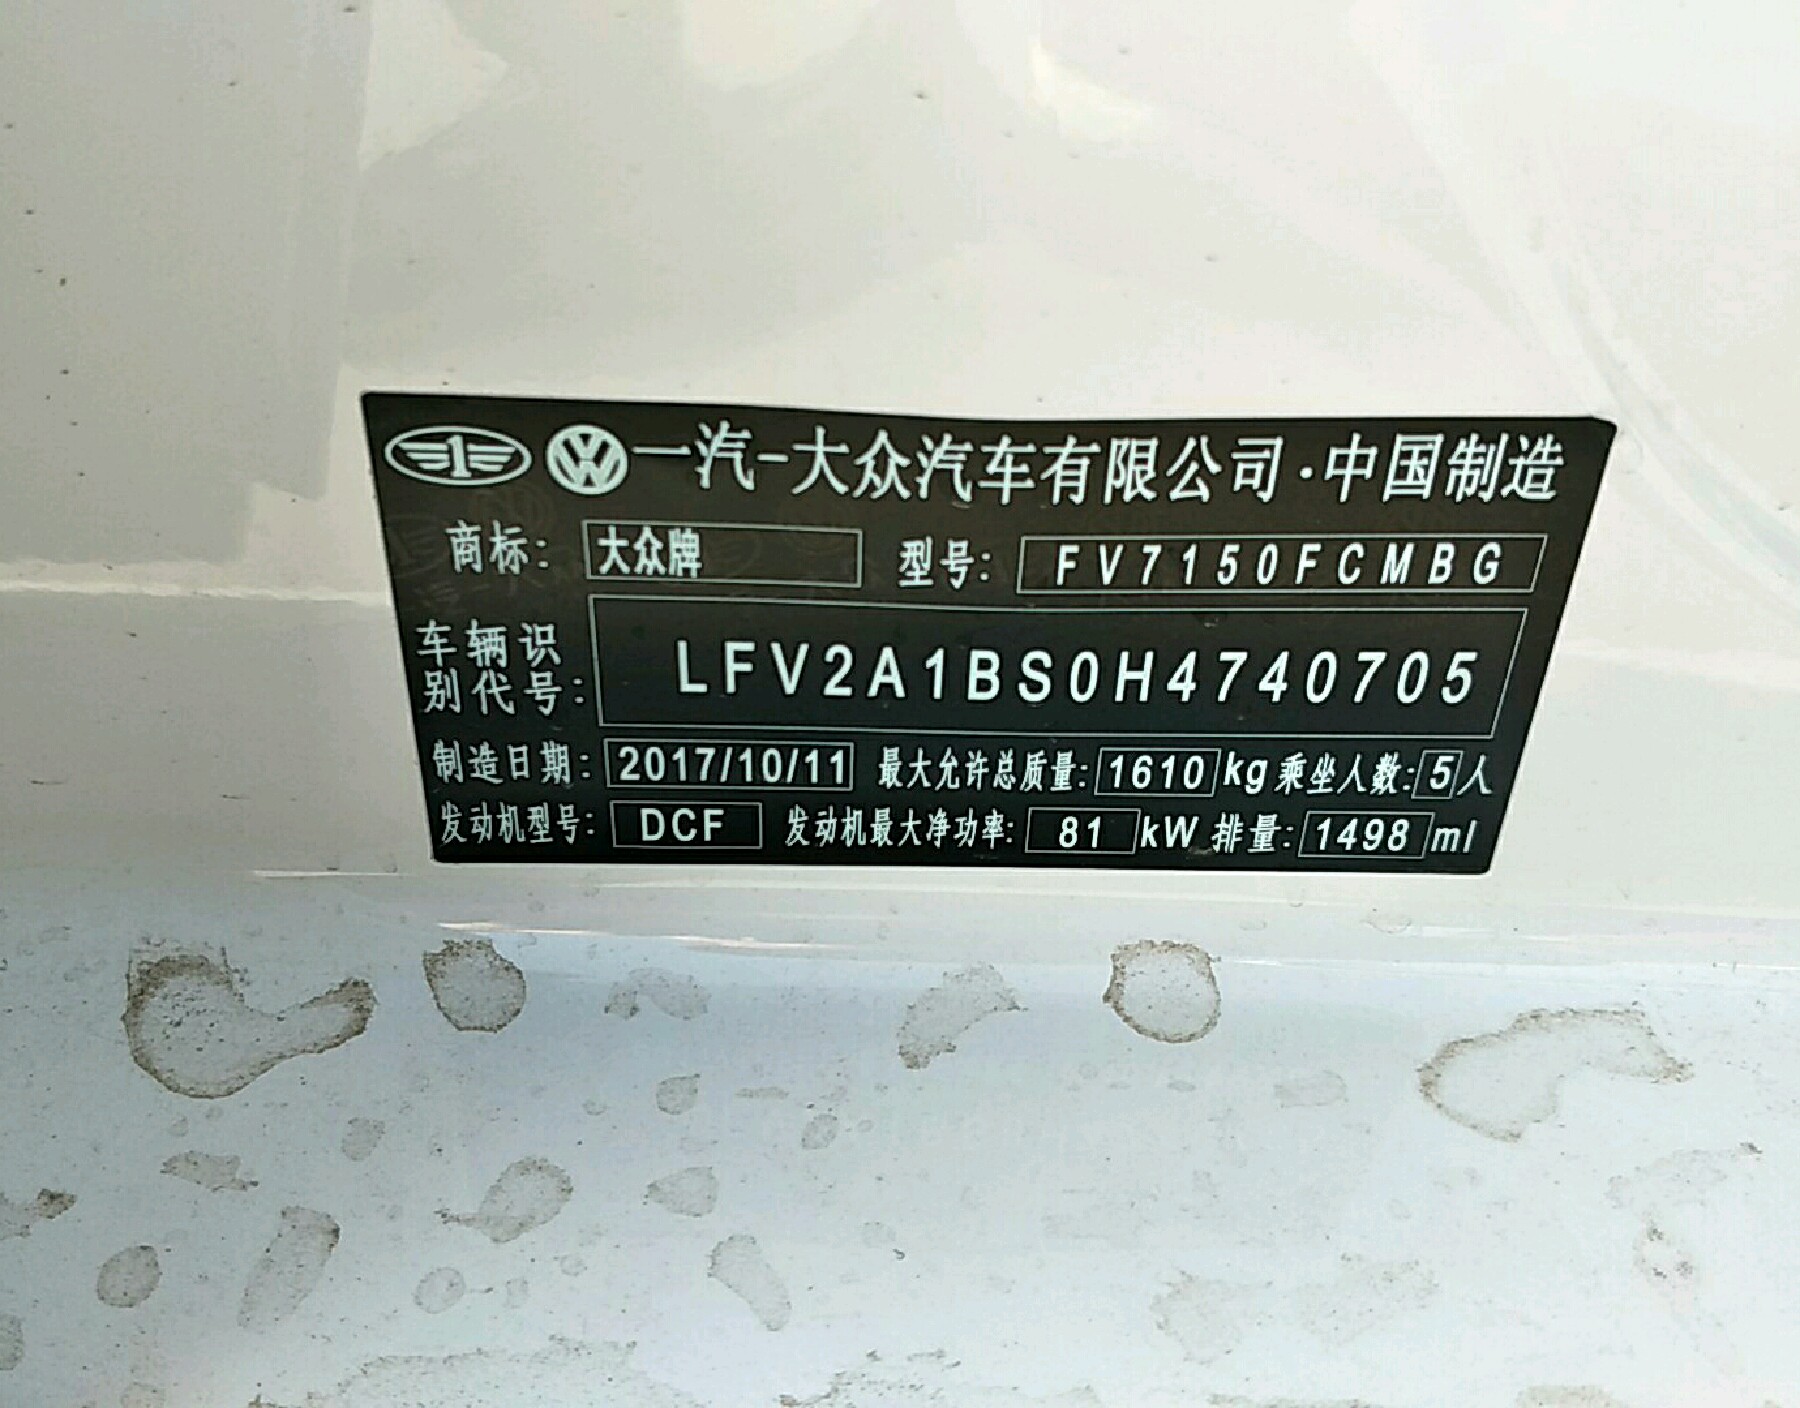 一汽-大众汽车有限公司·中国制造
商标: 大众牌 型号: FV7150FCMBG
车辆识别代号: LFV2A1BS0H4740705
制造日期: 2017/10/11 最大允许总质量: 1610 kg 乘坐人数: 5 人
发动机型号: DCF 发动机最大净功率: 81 kW 排量: 1498 ml